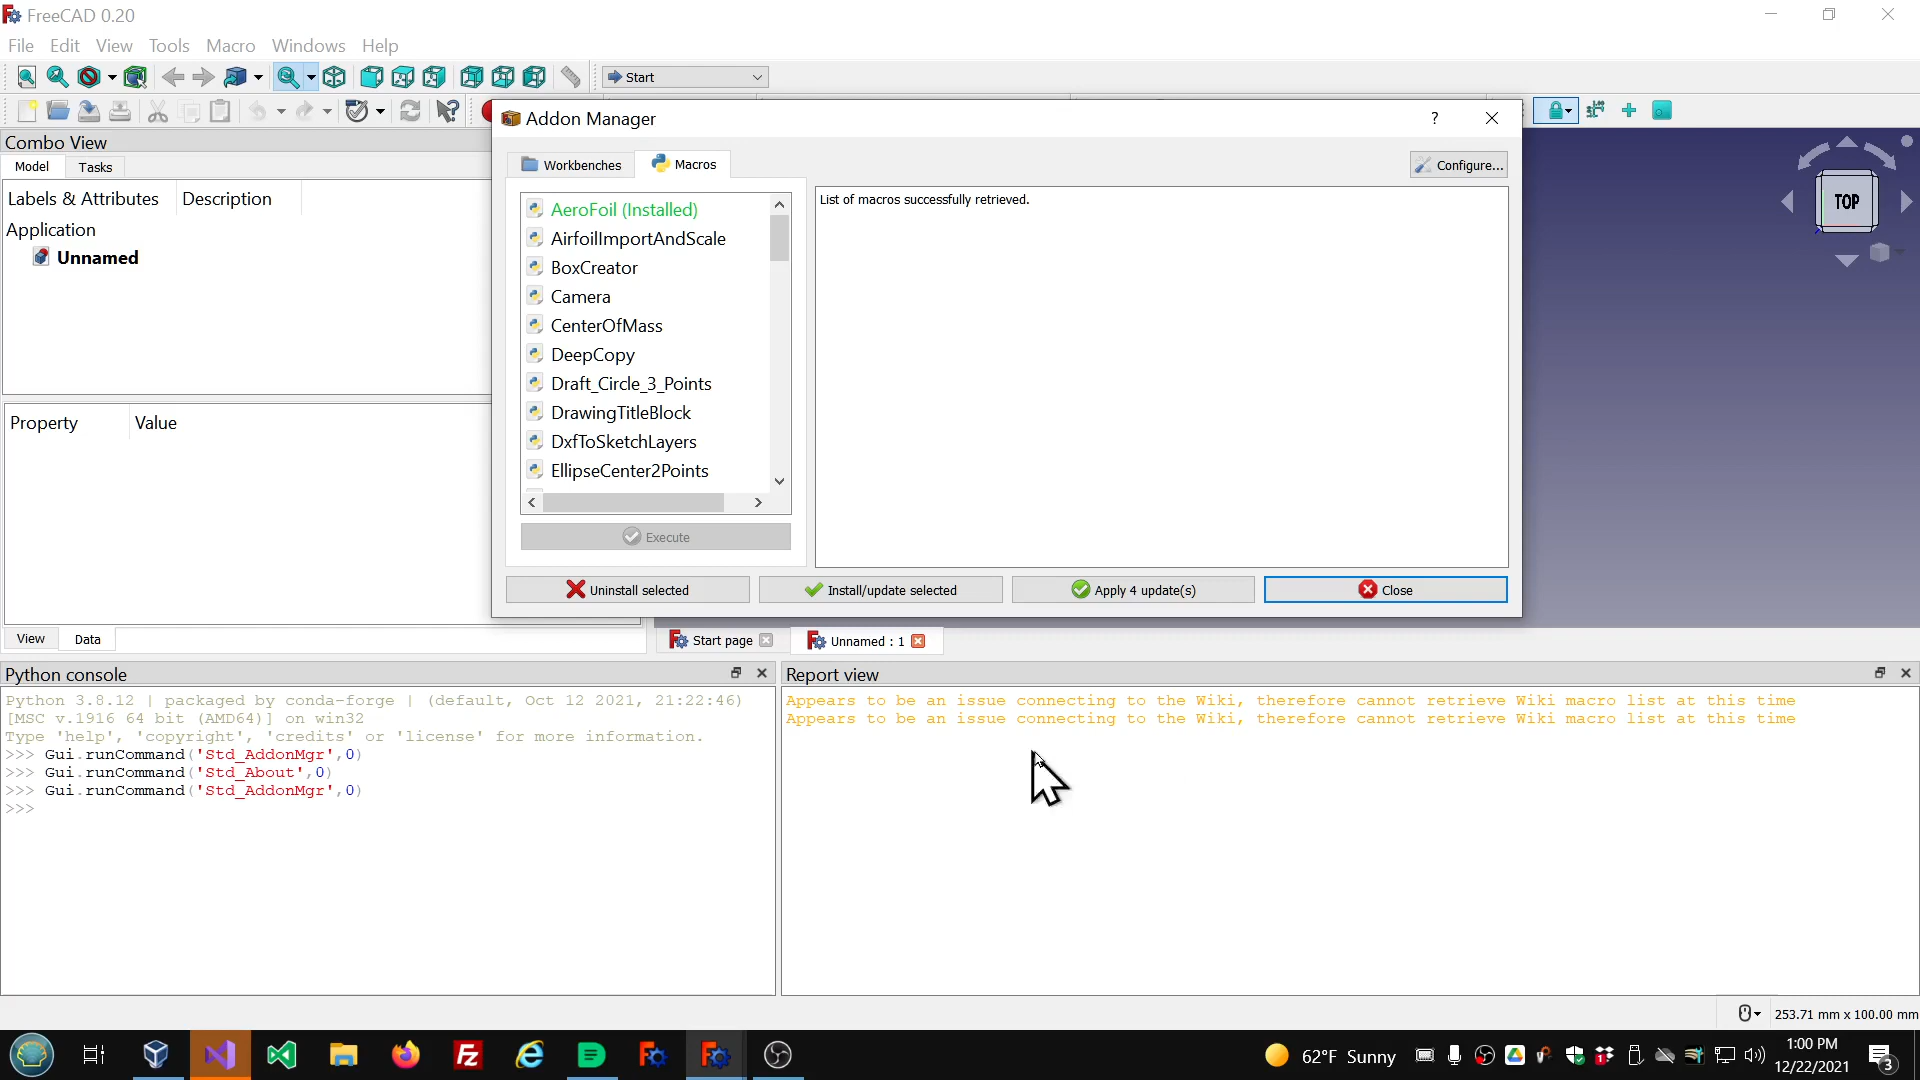 FreeCAD 0.20
File Edit View Tools Macro Windows Help
Start
Combo View
Model Tasks
Labels & Attributes Description
Application
Unnamed
Property Value
View Data
Addon Manager
?
Workbenches Macros Configure...
AeroFoil (Installed)
AirfoilImportAndScale
BoxCreator
Camera
CenterOfMass
DeepCopy
Draft_Circle_3_Points
DrawingTitleBlock
DxfToSketchLayers
EllipseCenter2Points
Execute
List of macros successfully retrieved.
Uninstall selected Install/update selected Apply 4 update(s) Close
TOP
Start page Unnamed : 1
Python console
Python 3.8.12 | packaged by conda-forge | (default, Oct 12 2021, 21:22:46)
[MSC v.1916 64 bit (AMD64)] on win32
Type 'help', 'copyright', 'credits' or 'license' for more information.
>>> Gui.runCommand('Std_AddonMgr',0)
>>> Gui.runCommand('Std_About',0)
>>> Gui.runCommand('Std_AddonMgr',0)
>>>
Report view
Appears to be an issue connecting to the Wiki, therefore cannot retrieve Wiki macro list at this time
Appears to be an issue connecting to the Wiki, therefore cannot retrieve Wiki macro list at this time
253.71 mm x 100.00 mm
62°F Sunny
1:00 PM
12/22/2021
3